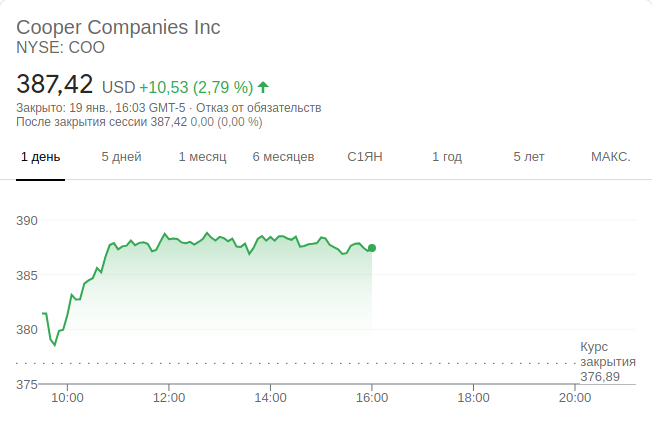 Cooper Companies Inc
NYSE: COO
387,42 USD +10,53 (2,79 %)
Закрыто: 19 янв., 16:03 GMT-5 · Отказ от обязательств
После закрытия сессии 387,42 0,00 (0,00 %)
1 день 5 дней 1 месяц 6 месяцев С1ЯН 1 год 5 лет МАКС.
390
385
380
Курс
закрытия
376,89
375
10:00 12:00 14:00 16:00 18:00 20:00